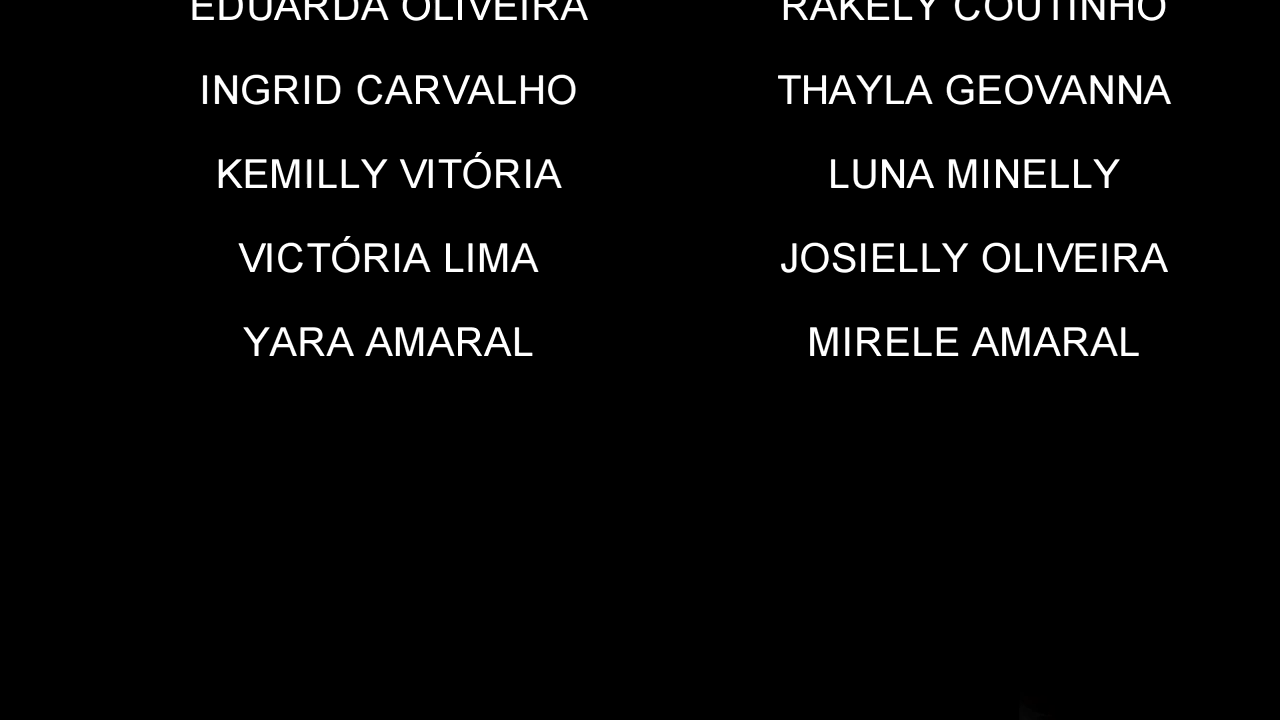 EDUARDA OLIVEIRA RAKELY COUTINHO
INGRID CARVALHO THAYLA GEOVANNA
KEMILLY VITÓRIA LUNA MINELLY
VICTÓRIA LIMA JOSIELLY OLIVEIRA
YARA AMARAL MIRELE AMARAL